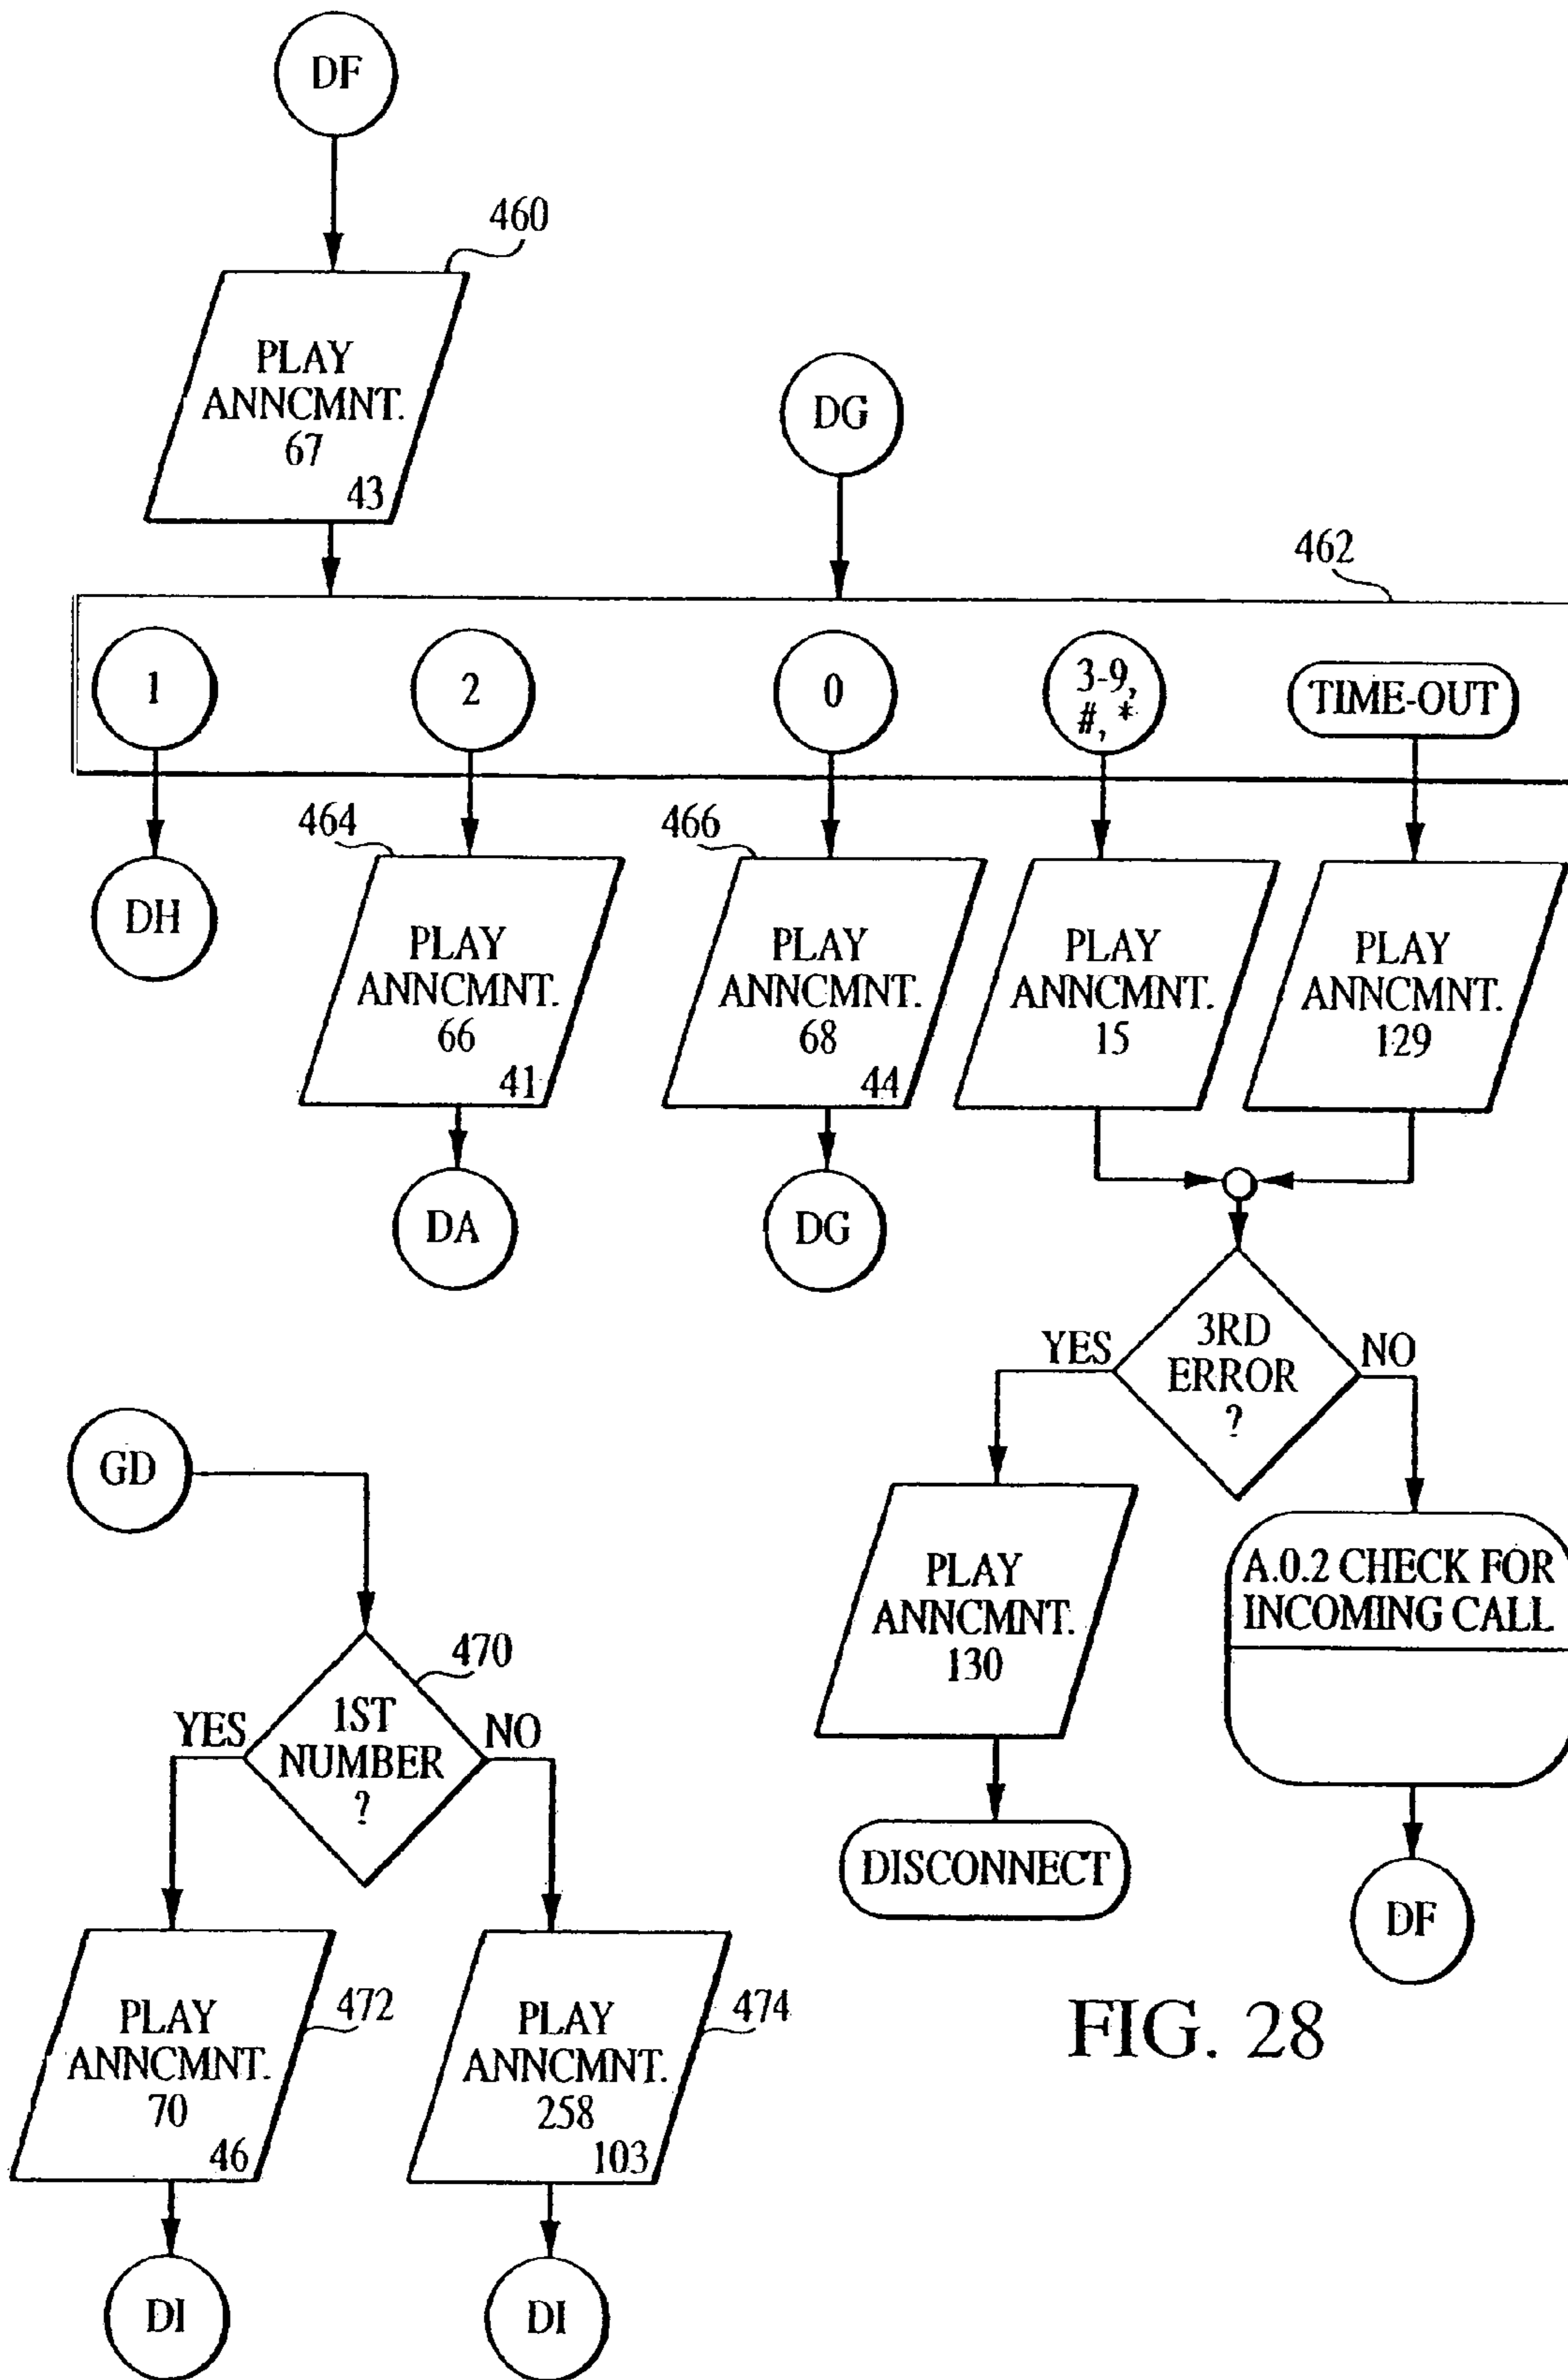 DF
460
PLAY
ANNCMNT.
67
43
DG
462
1
2
0
3-9,
#, *
TIME-OUT
464
466
DH
PLAY
ANNCMNT.
66
41
PLAY
ANNCMNT.
68
44
PLAY
ANNCMNT.
15
PLAY
ANNCMNT.
129
DA
DG
3RD
ERROR
?
YES
NO
PLAY
ANNCMNT.
130
DISCONNECT
A.0.2 CHECK FOR
INCOMING CALL
DF
GD
470
1ST
NUMBER
?
YES
NO
PLAY
ANNCMNT.
70
46
472
PLAY
ANNCMNT.
258
103
474
DI
DI
FIG. 28